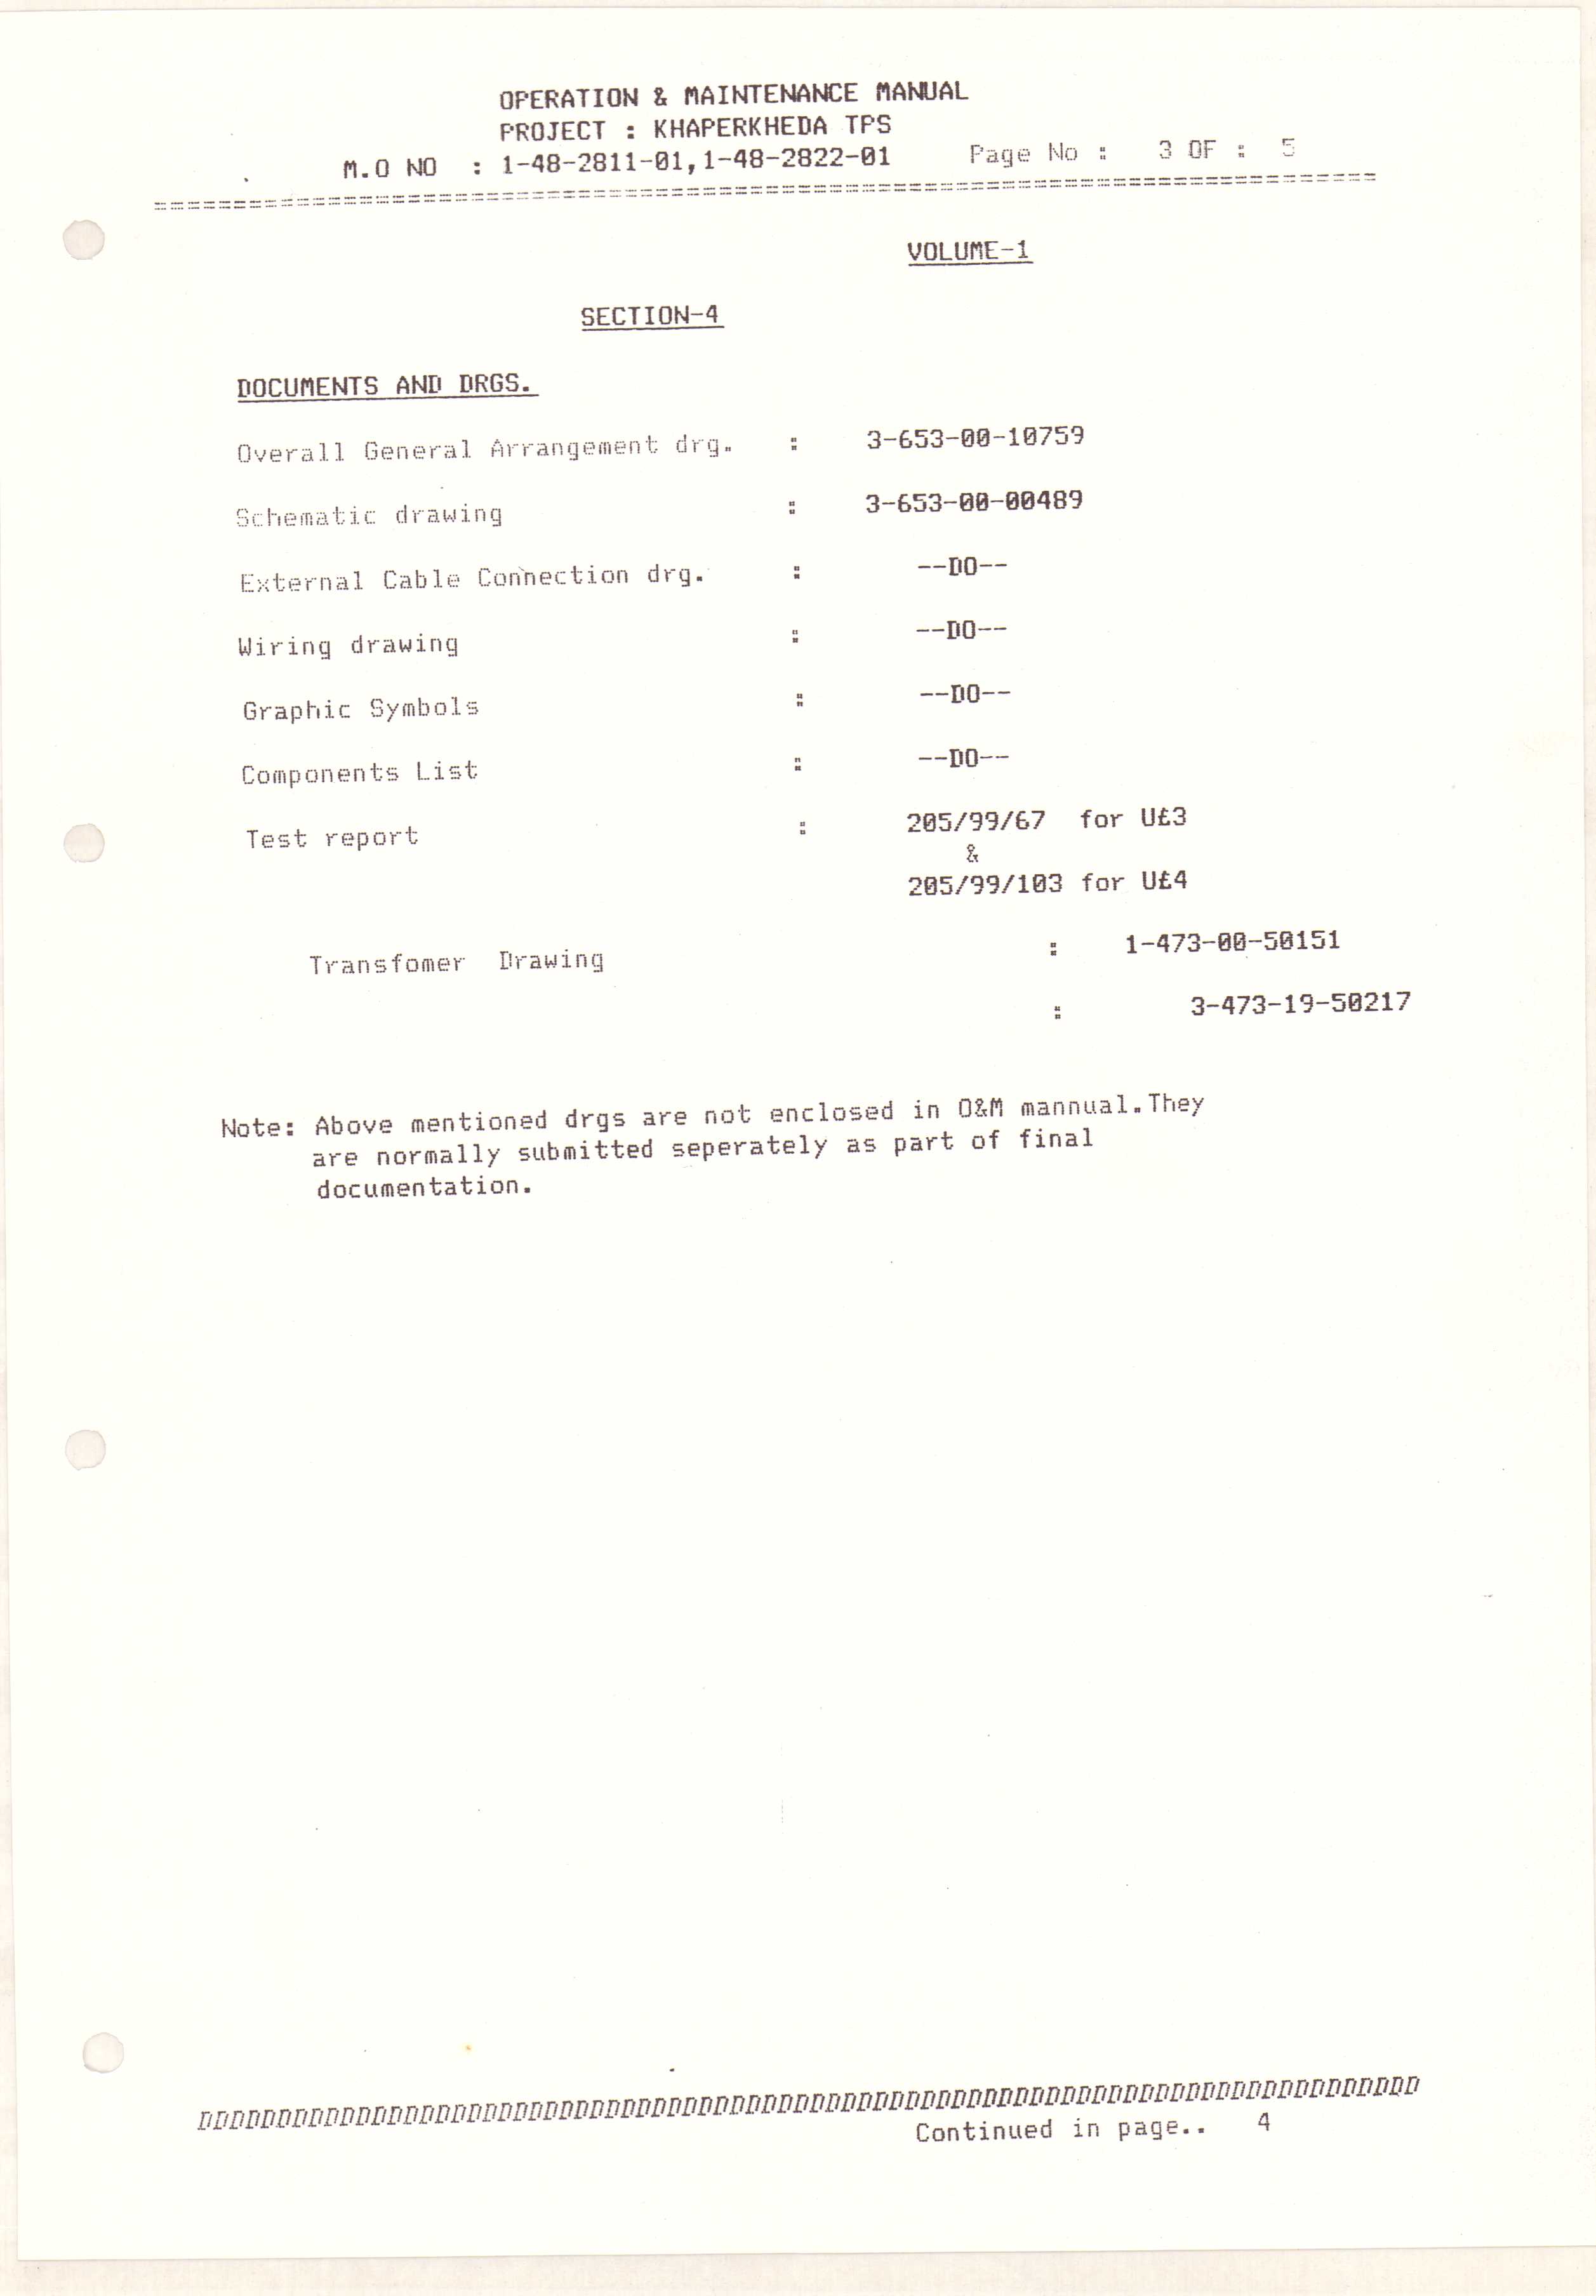 OPERATION & MAINTENANCE MANUAL
PROJECT : KHAPERKHEDA TPS
M.O NO : 1-48-2811-01,1-48-2822-01 Page No : 3 OF : 5
VOLUME-1
SECTION-4
DOCUMENTS AND DRGS.
Overall General Arrangement drg. : 3-653-00-10759
Schematic drawing : 3-653-00-00489
External Cable Connection drg. : --DO--
Wiring drawing : --DO--
Graphic Symbols : --DO--
Components List : --DO--
Test report : 205/99/67 for U£3
&
205/99/103 for U£4
Transfomer Drawing : 1-473-00-50151
: 3-473-19-50217
Note: Above mentioned drgs are not enclosed in O&M mannual.They
are normally submitted seperately as part of final
documentation.
DDDDDDDDDDDDDDDDDDDDDDDDDDDDDDDDDDDDDDDDDDDDDDDDDDDDDDDDDDDDDDDDDDDDDDDDDDDDD
Continued in page.. 4